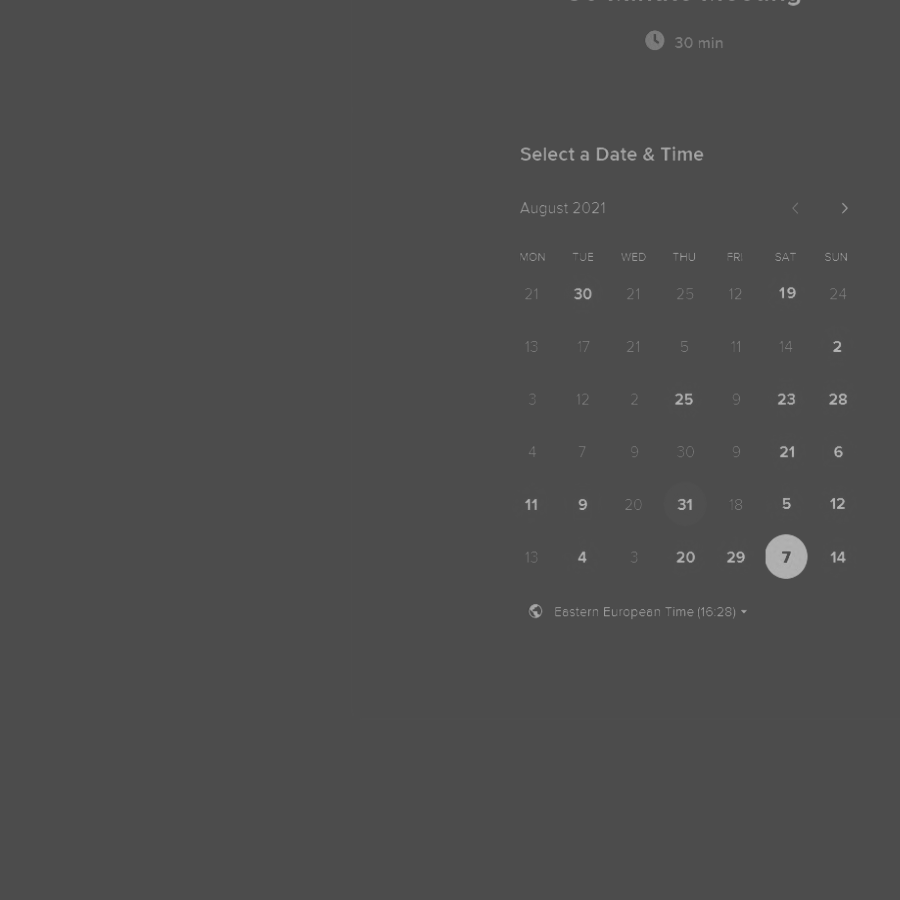 30 min
Select a Date & Time
August 2021
MON TUE WED THU FRI SAT SUN
21 30 21 25 12 19 24
13 17 21 5 11 14 2
3 12 2 25 9 23 28
4 7 9 30 9 21 6
11 9 20 31 18 5 12
13 4 3 20 29 7 14
Eastern European Time (16:28)